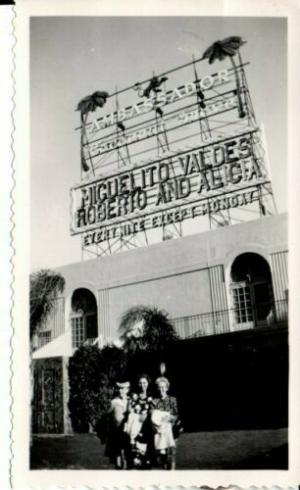 AMBASSADOR
MIGUELITO VALDES
ROBERTO AND ALICIA
EVERY NITE EXCEPT MONDAY